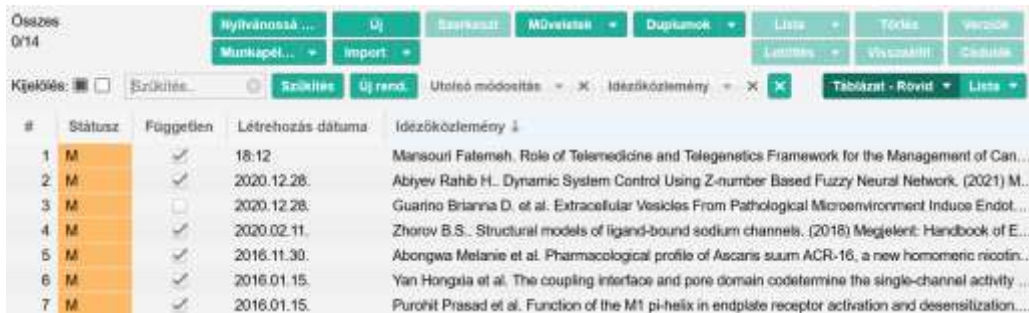 Összes
0/14
Nyilvánossá ... Új Szerkeszt Műveletek Duplumok Lista Törlés Verziók
Munkapél... Import Letöltés Visszaállít Cédulák
Kijelölés: Szűkítés... Szűkítés Új rend. Utolsó módosítás Idézőközlemény Táblázat - Rövid Lista
# Státusz Független Létrehozás dátuma Idézőközlemény ↓
1 M 18:12 Mansouri Fatemeh. Role of Telemedicine and Telegenetics Framework for the Management of Can...
2 M 2020.12.28. Abiyev Rahib H.. Dynamic System Control Using Z-number Based Fuzzy Neural Network. (2021) M...
3 M 2020.12.28. Guarino Brianna D. et al. Extracellular Vesicles From Pathological Microenvironment Induce Endot...
4 M 2020.02.11. Zhorov B.S.. Structural models of ligand-bound sodium channels. (2018) Megjelent: Handbook of E...
5 M 2016.11.30. Abongwa Melanie et al. Pharmacological profile of Ascaris suum ACR-16, a new homomeric nicotin...
6 M 2016.01.15. Yan Hongxia et al. The coupling interface and pore domain codetermine the single-channel activity ...
7 M 2016.01.15. Purohit Prasad et al. Function of the M1 pi-helix in endplate receptor activation and desensitization...